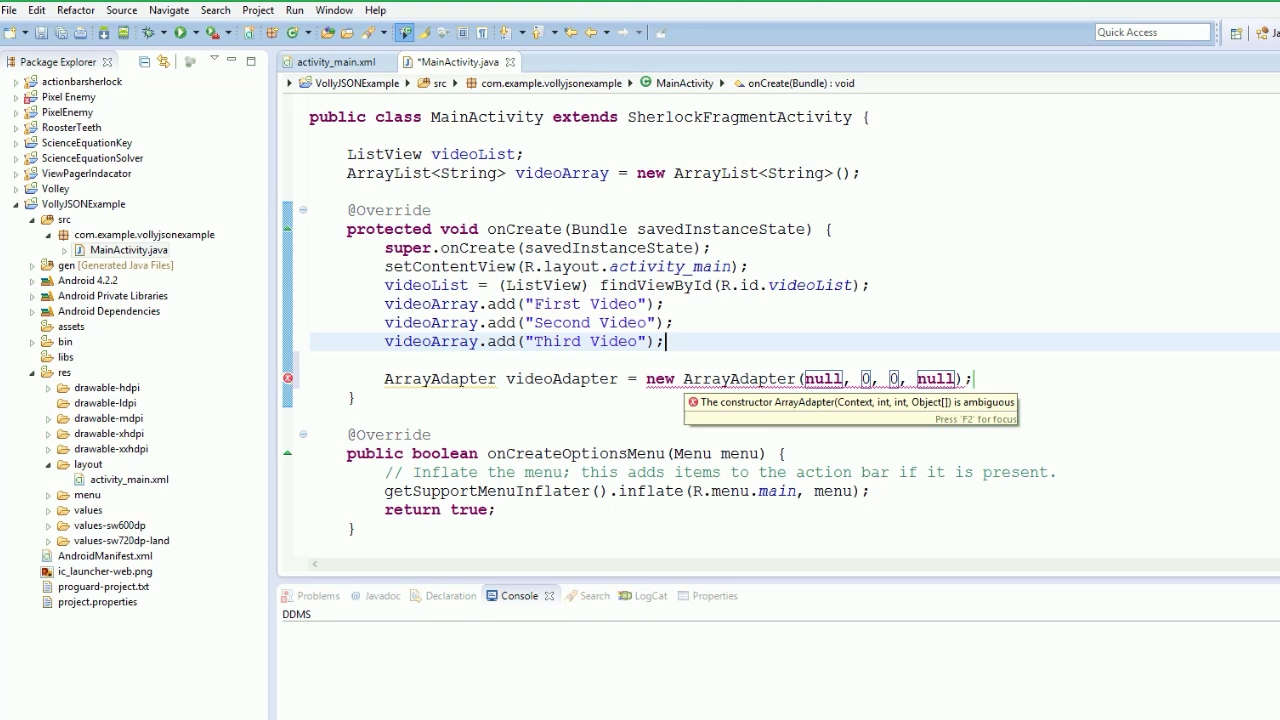 File Edit Refactor Source Navigate Search Project Run Window Help
Quick Access
Ja
Package Explorer
actionbarsherlock
Pixel Enemy
PixelEnemy
RoosterTeeth
ScienceEquationKey
ScienceEquationSolver
ViewPagerIndacator
Volley
VollyJSONExample
src
com.example.vollyjsonexample
MainActivity.java
gen [Generated Java Files]
Android 4.2.2
Android Private Libraries
Android Dependencies
assets
bin
libs
res
drawable-hdpi
drawable-ldpi
drawable-mdpi
drawable-xhdpi
drawable-xxhdpi
layout
activity_main.xml
menu
values
values-sw600dp
values-sw720dp-land
AndroidManifest.xml
ic_launcher-web.png
proguard-project.txt
project.properties
activity_main.xml *MainActivity.java
VollyJSONExample src com.example.vollyjsonexample MainActivity onCreate(Bundle) : void
public class MainActivity extends SherlockFragmentActivity {
ListView videoList;
ArrayList<String> videoArray = new ArrayList<String>();
@Override
protected void onCreate(Bundle savedInstanceState) {
super.onCreate(savedInstanceState);
setContentView(R.layout.activity_main);
videoList = (ListView) findViewById(R.id.videoList);
videoArray.add("First Video");
videoArray.add("Second Video");
videoArray.add("Third Video");
ArrayAdapter videoAdapter = new ArrayAdapter(null, 0, 0, null);
}
The constructor ArrayAdapter(Context, int, int, Object[]) is ambiguous
Press 'F2' for focus
@Override
public boolean onCreateOptionsMenu(Menu menu) {
// Inflate the menu; this adds items to the action bar if it is present.
getSupportMenuInflater().inflate(R.menu.main, menu);
return true;
}
Problems @ Javadoc Declaration Console Search LogCat Properties
DDMS